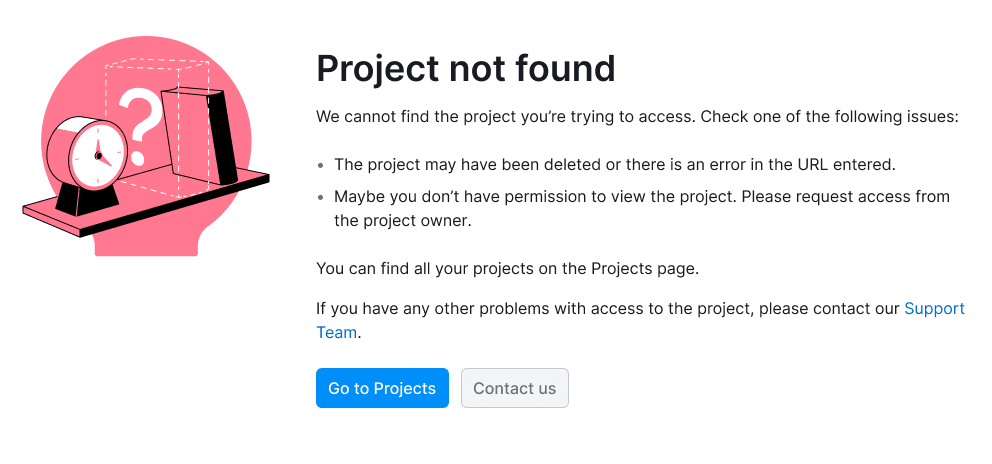 Project not found
We cannot find the project you’re trying to access. Check one of the following issues:
• The project may have been deleted or there is an error in the URL entered.
• Maybe you don’t have permission to view the project. Please request access from
the project owner.
You can find all your projects on the Projects page.
If you have any other problems with access to the project, please contact our Support
Team.
Go to Projects
Contact us
?